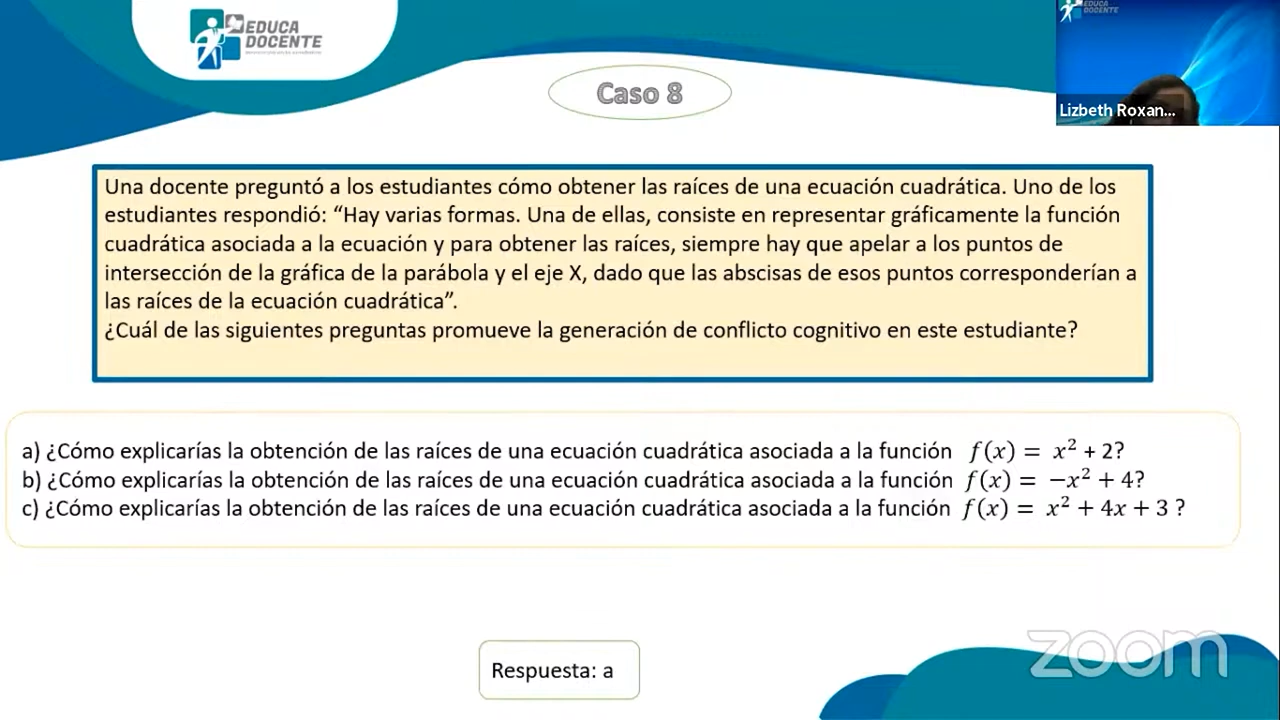 EDUCA
DOCENTE
EDUCA
DOCENTE
Lizbeth Roxan...
Caso 8
Una docente preguntó a los estudiantes cómo obtener las raíces de una ecuación cuadrática. Uno de los
estudiantes respondió: “Hay varias formas. Una de ellas, consiste en representar gráficamente la función
cuadrática asociada a la ecuación y para obtener las raíces, siempre hay que apelar a los puntos de
intersección de la gráfica de la parábola y el eje X, dado que las abscisas de esos puntos corresponderían a
las raíces de la ecuación cuadrática”.
¿Cuál de las siguientes preguntas promueve la generación de conflicto cognitivo en este estudiante?
a) ¿Cómo explicarías la obtención de las raíces de una ecuación cuadrática asociada a la función f(x) = x² + 2?
b) ¿Cómo explicarías la obtención de las raíces de una ecuación cuadrática asociada a la función f(x) = −x² + 4?
c) ¿Cómo explicarías la obtención de las raíces de una ecuación cuadrática asociada a la función f(x) = x² + 4x + 3 ?
Respuesta: a
zoom